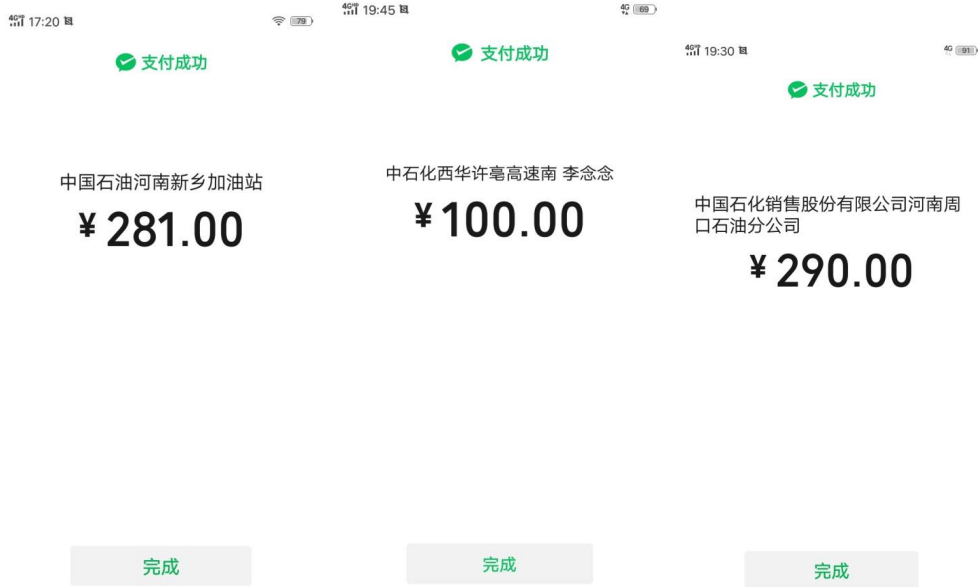 17:20
79
支付成功
中国石油河南新乡加油站
¥281.00
完成
4G 19:45
4G 69
支付成功
中石化西华许亳高速南 李念念
¥100.00
完成
4G 19:30
4G 91
支付成功
中国石化销售股份有限公司河南周
口石油分公司
¥290.00
完成